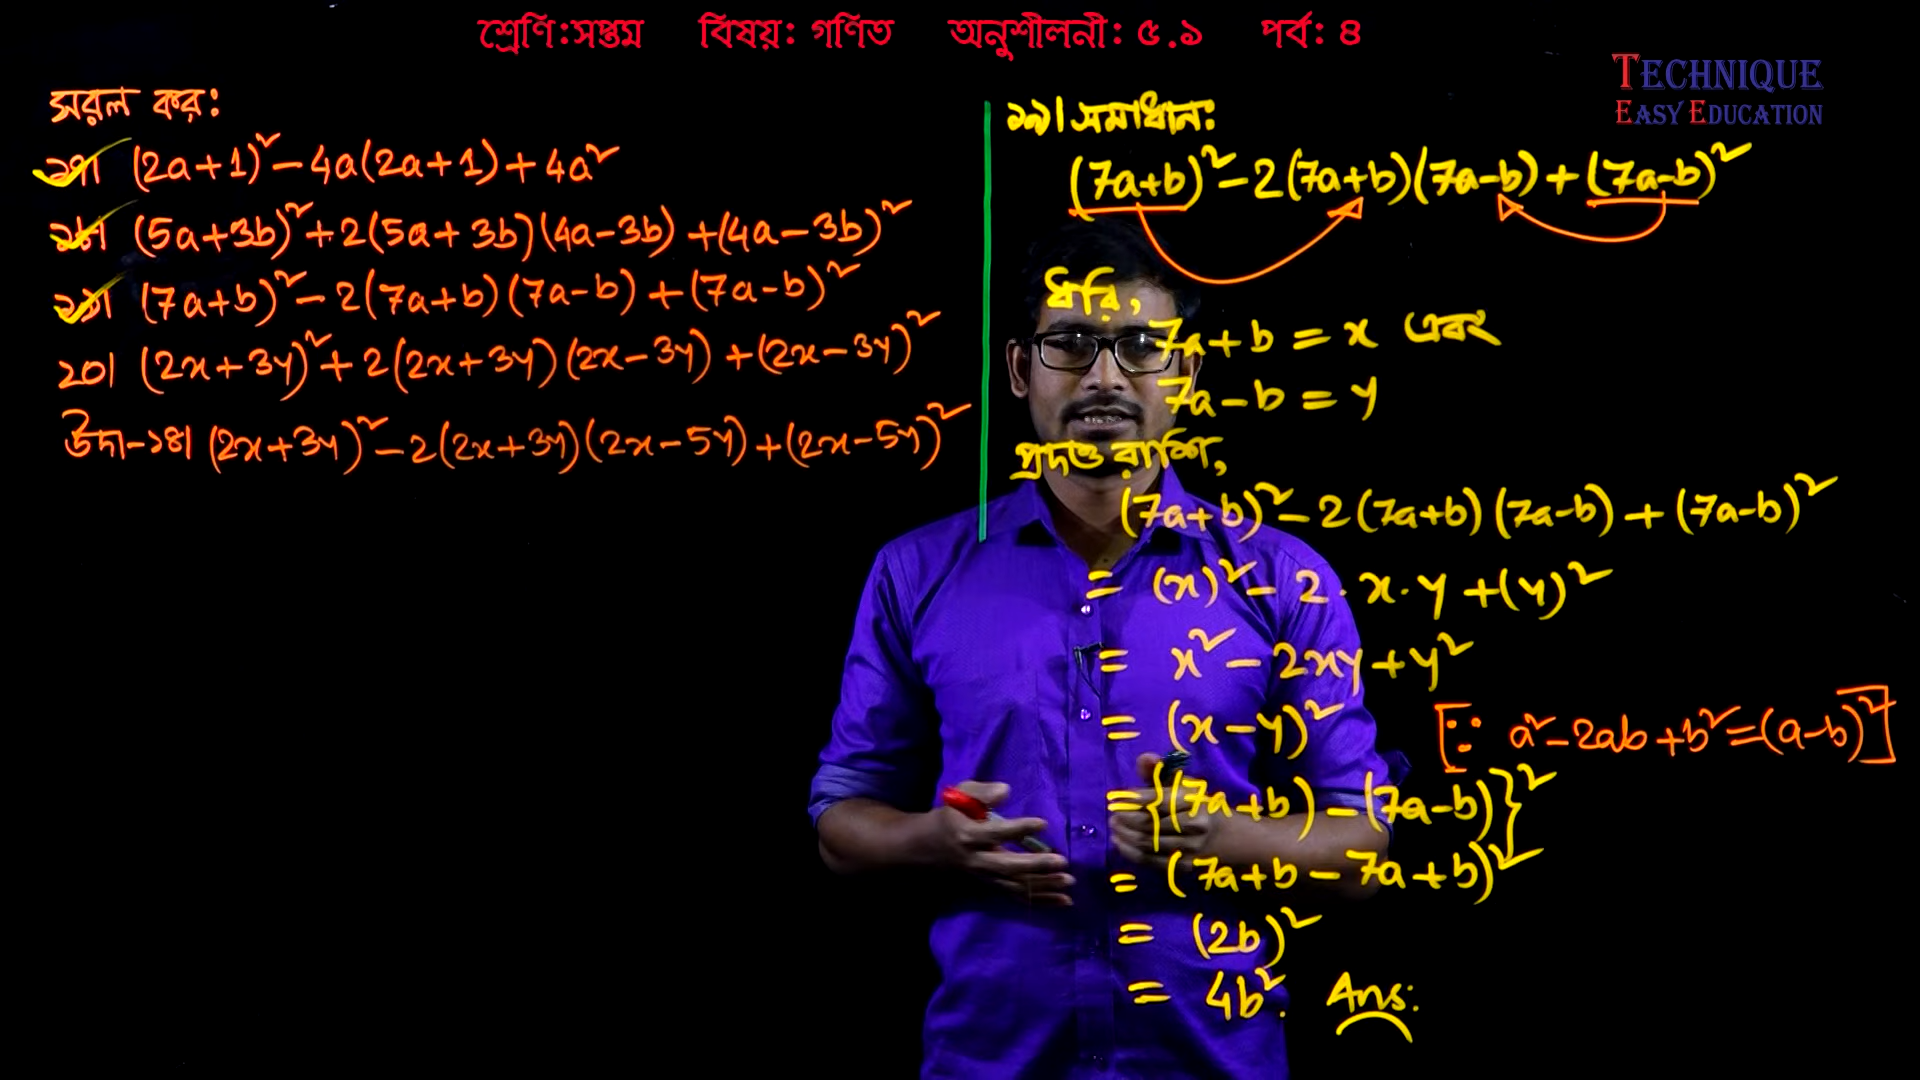 শ্রেণি:সপ্তম বিষয়: গণিত অনুশীলনী: ৫.১ পর্ব: ৪
TECHNIQUE
EASY EDUCATION
সরল কর:
১৭। (2a+1)² - 4a(2a+1) + 4a²
১৮। (5a+3b)² + 2(5a+3b)(4a-3b) + (4a-3b)²
১৯। (7a+b)² - 2(7a+b)(7a-b) + (7a-b)²
২০। (2x+3y)² + 2(2x+3y)(2x-3y) + (2x-3y)²
উদা-১৪। (2x+3y)² - 2(2x+3y)(2x-5y) + (2x-5y)²
১৯। সমাধান:
(7a+b)² - 2(7a+b)(7a-b) + (7a-b)²
ধরি,
7a+b = x এবং
7a-b = y
প্রদত্ত রাশি,
(7a+b)² - 2(7a+b)(7a-b) + (7a-b)²
= (x)² - 2.x.y + (y)²
= x² - 2xy + y²
= (x-y)² [∵ a²-2ab+b²=(a-b)²]
= {(7a+b) - (7a-b)}²
= (7a+b - 7a+b)²
= (2b)²
= 4b². Ans: